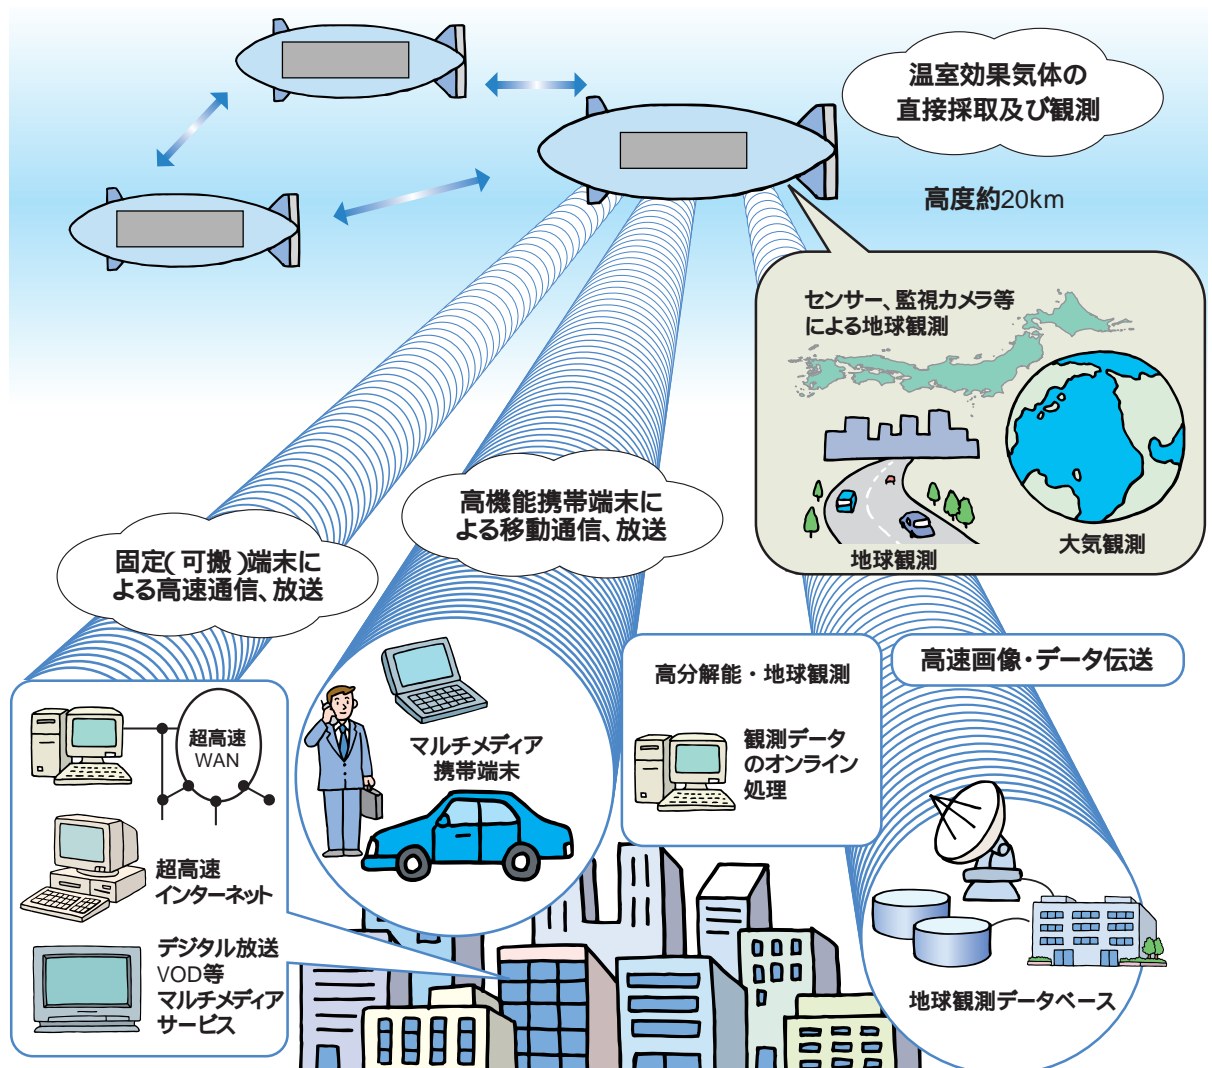 温室効果気体の
直接採取及び観測
高度約20km
センサー、監視カメラ等
による地球観測
地球観測
大気観測
高機能携帯端末に
よる移動通信、放送
固定(可搬)端末に
よる高速通信、放送
超高速
WAN
超高速
インターネット
デジタル放送
VOD等
マルチメディア
サービス
マルチメディア
携帯端末
高分解能・地球観測
観測データ
のオンライン
処理
高速画像・データ伝送
地球観測データベース